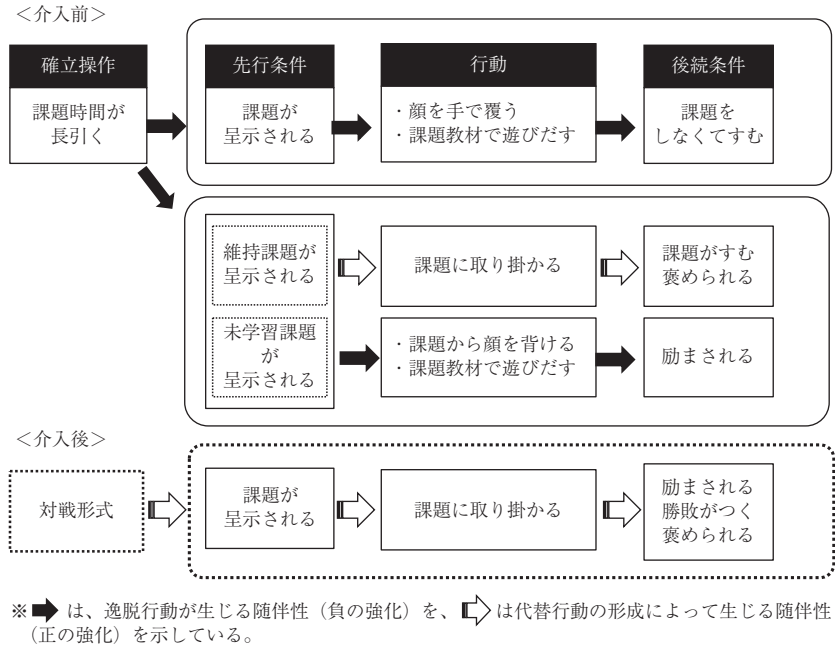 ＜介入前＞
確立操作
課題時間が
長引く
先行条件
課題が
呈示される
行動
・顔を手で覆う
・課題教材で遊びだす
後続条件
課題を
しなくてすむ
維持課題が
呈示される
課題に取り掛かる
課題がすむ
褒められる
未学習課題
が
呈示される
・課題から顔を背ける
・課題教材で遊びだす
励まされる
＜介入後＞
対戦形式
課題が
呈示される
課題に取り掛かる
励まされる
勝敗がつく
褒められる
※ は、逸脱行動が生じる随伴性（負の強化）を、 は代替行動の形成によって生じる随伴性
（正の強化）を示している。